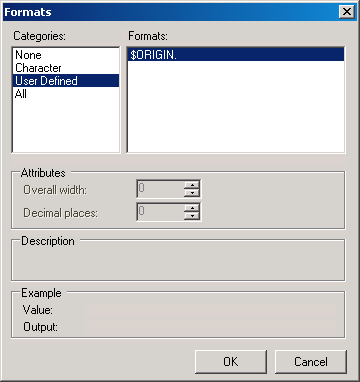 Formats
Categories:
Formats:
None
Character
User Defined
All
$ORIGIN.
Attributes
Overall width:
0
Decimal places:
0
Description
Example
Value:
Output:
OK
Cancel